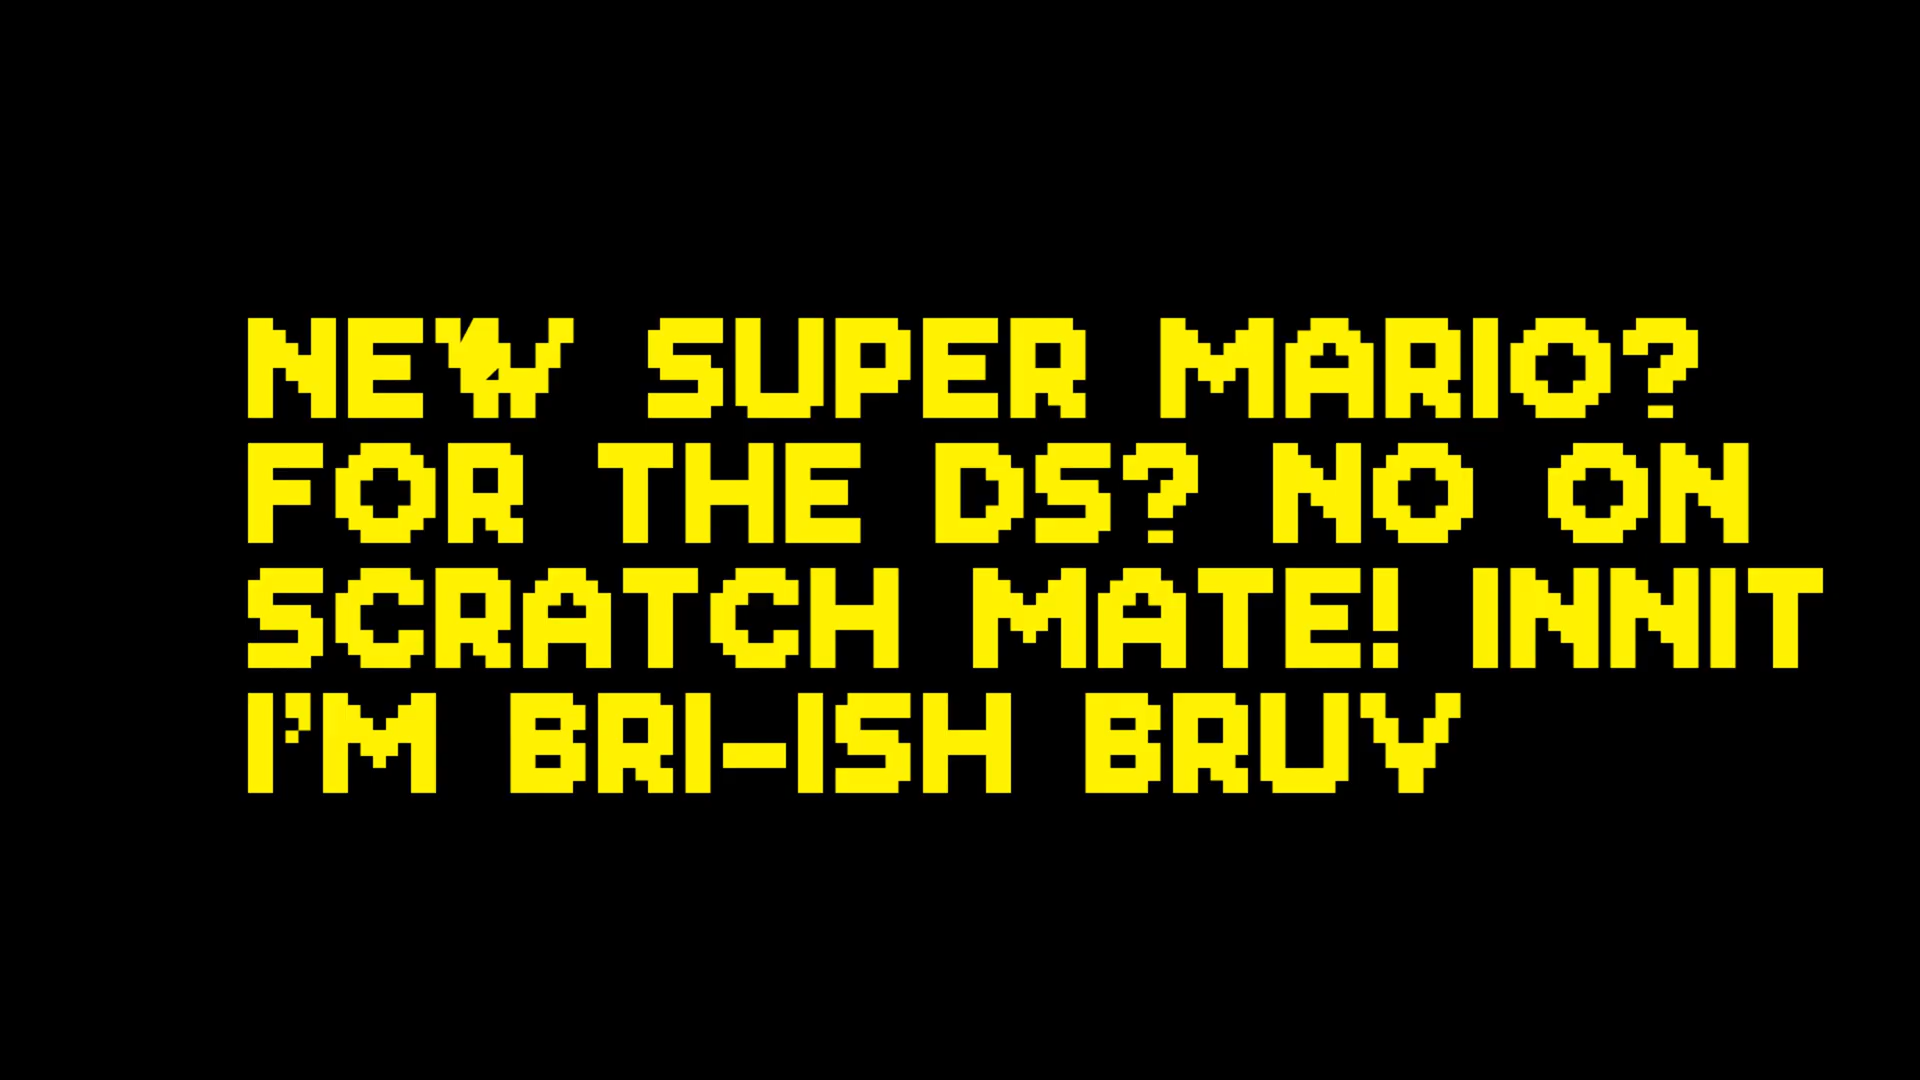 NEW SUPER MARIO?
FOR THE DS? NO ON
SCRATCH MATE! INNIT
I'M BRI-ISH BRUV